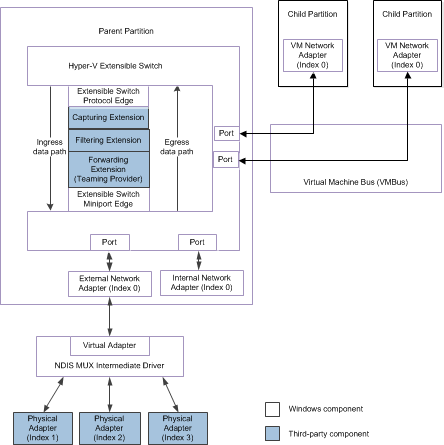 Parent Partition
Hyper-V Extensible Switch
Extensible Switch
Protocol Edge
Capturing Extension
Filtering Extension
Forwarding
Extension
(Teaming Provider)
Extensible Switch
Miniport Edge
Ingress
data path
Egress
data path
Port
Port
Port
Port
External Network
Adapter (Index 0)
Internal Network
Adapter (Index 0)
Child Partition
VM Network
Adapter
(Index 0)
Child Partition
VM Network
Adapter
(Index 0)
Virtual Machine Bus (VMBus)
Virtual Adapter
NDIS MUX Intermediate Driver
Physical
Adapter
(Index 1)
Physical
Adapter
(Index 2)
Physical
Adapter
(Index 3)
Windows component
Third-party component